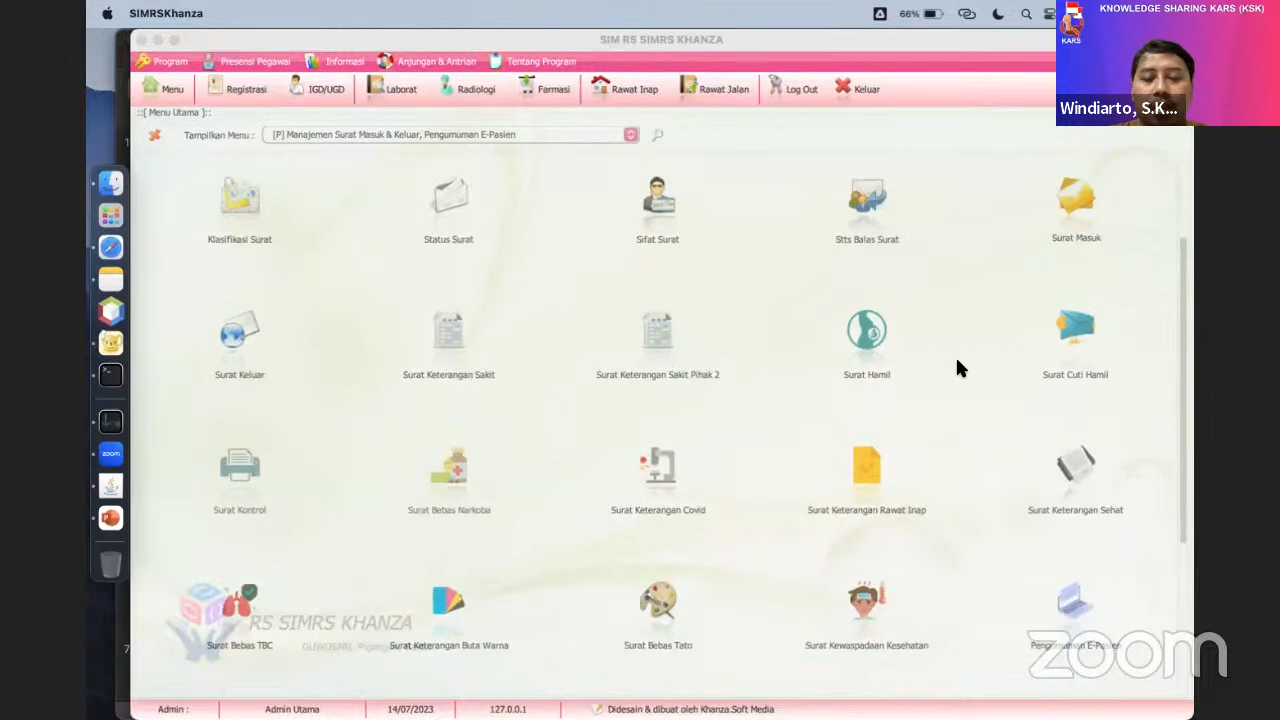 SIMRSKhanza
66%
KNOWLEDGE SHARING KARS (KSK)
KARS
Windiarto, S.K...
SIM RS SIMRS KHANZA
Program Presensi Pegawai Informasi Anjungan & Antrian Tentang Program
Menu Registrasi IGD/UGD Laborat Radiologi Farmasi Rawat Inap Rawat Jalan Log Out Keluar
::[ Menu Utama ]::
Tampilkan Menu : [P] Manajemen Surat Masuk & Keluar, Pengumuman E-Pasien
Klasifikasi Surat Status Surat Sifat Surat Stts Balas Surat Surat Masuk
Surat Keluar Surat Keterangan Sakit Surat Keterangan Sakit Pihak 2 Surat Hamil Surat Cuti Hamil
zoom
Surat Kontrol Surat Bebas Narkoba Surat Keterangan Covid Surat Keterangan Rawat Inap Surat Keterangan Sehat
RS SIMRS KHANZA
Surat Bebas TBC Surat Keterangan Buta Warna Surat Bebas Tato Surat Kewaspadaan Kesehatan Pengumuman E-Pasien
zoom
Admin : Admin Utama 14/07/2023 127.0.0.1 Didesain & dibuat oleh Khanza.Soft Media